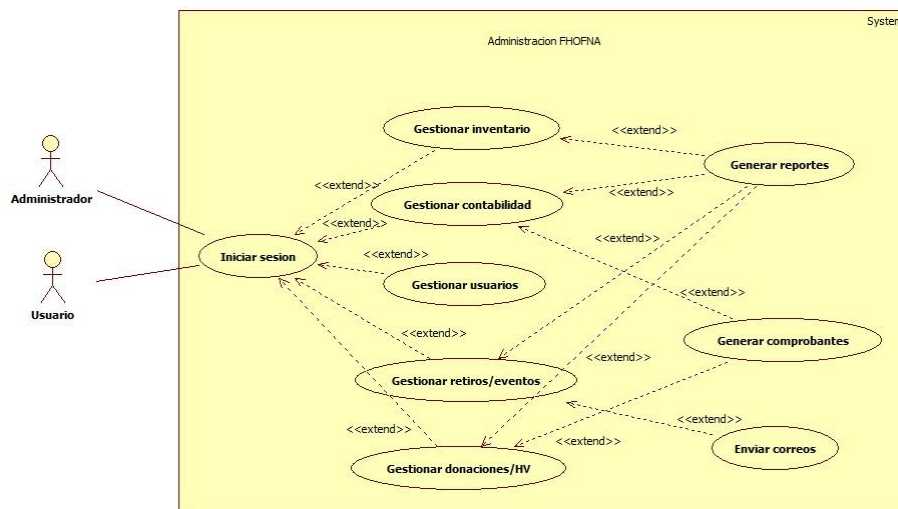 System
Administracion FHOFNA
Gestionar inventario
<<extend>>
Generar reportes
Administrador
<<extend>>
<<extend>>
Gestionar contabilidad
<<extend>>
<<extend>>
Iniciar sesion
<<extend>>
Usuario
Gestionar usuarios
<<extend>>
<<extend>>
Generar comprobantes
<<extend>>
Gestionar retiros/eventos
<<extend>>
<<extend>>
<<extend>>
Enviar correos
Gestionar donaciones/HV
<<extend>>